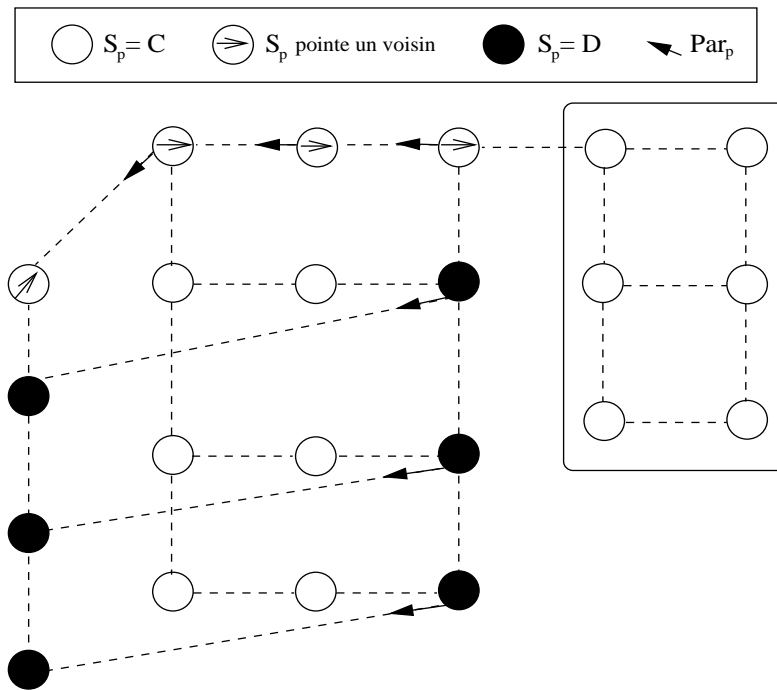 S_p = C S_p pointe un voisin S_p = D Par_p